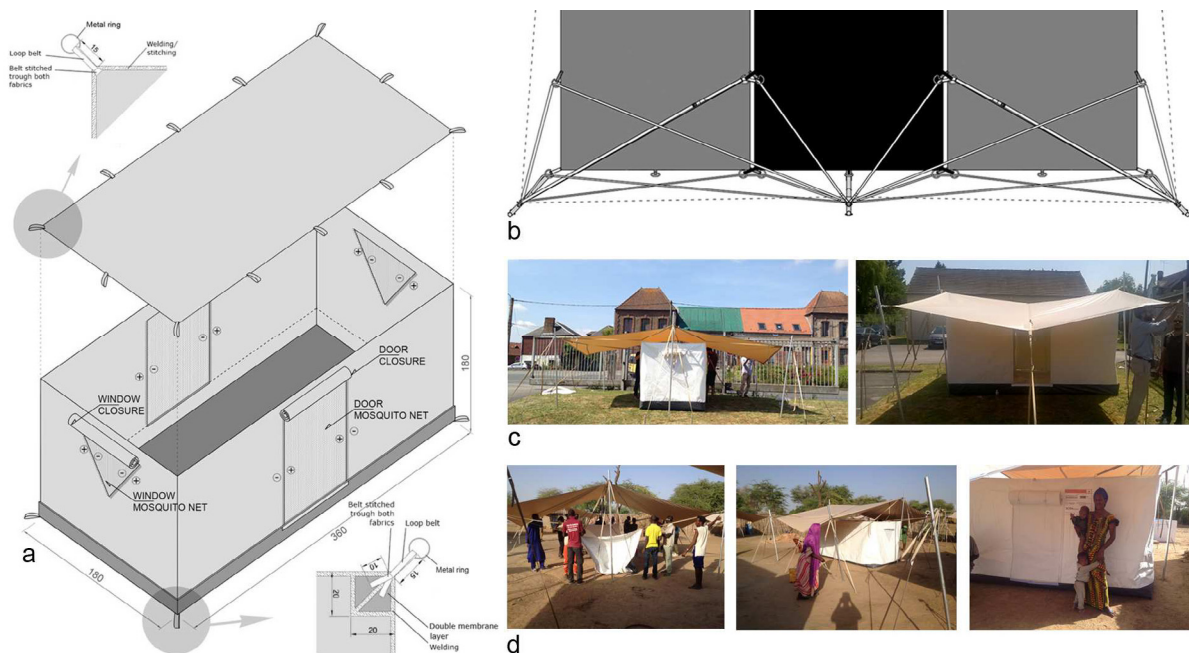 Metal ring
18
Loop belt
Belt stitched
trough both
fabrics
Welding/
stitching
DOOR
CLOSURE
180
WINDOW
CLOSURE
DOOR
MOSQUITO NET
WINDOW
MOSQUITO NET
a
180
360
Belt stitched
trough both
fabrics
Loop belt
Metal ring
10
15
20
20
Double membrane
layer
Welding
b
c
d